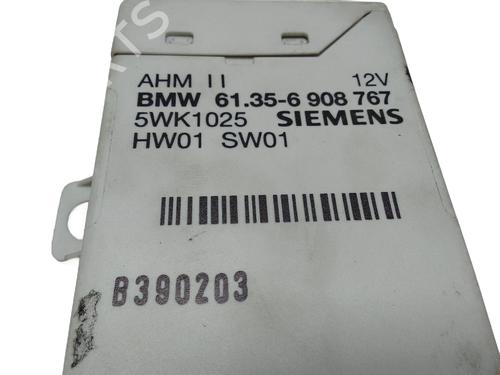 AHM II 12V
BMW 61.35-6 908 767
5WK1025 SIEMENS
HW01 SW01
B390203